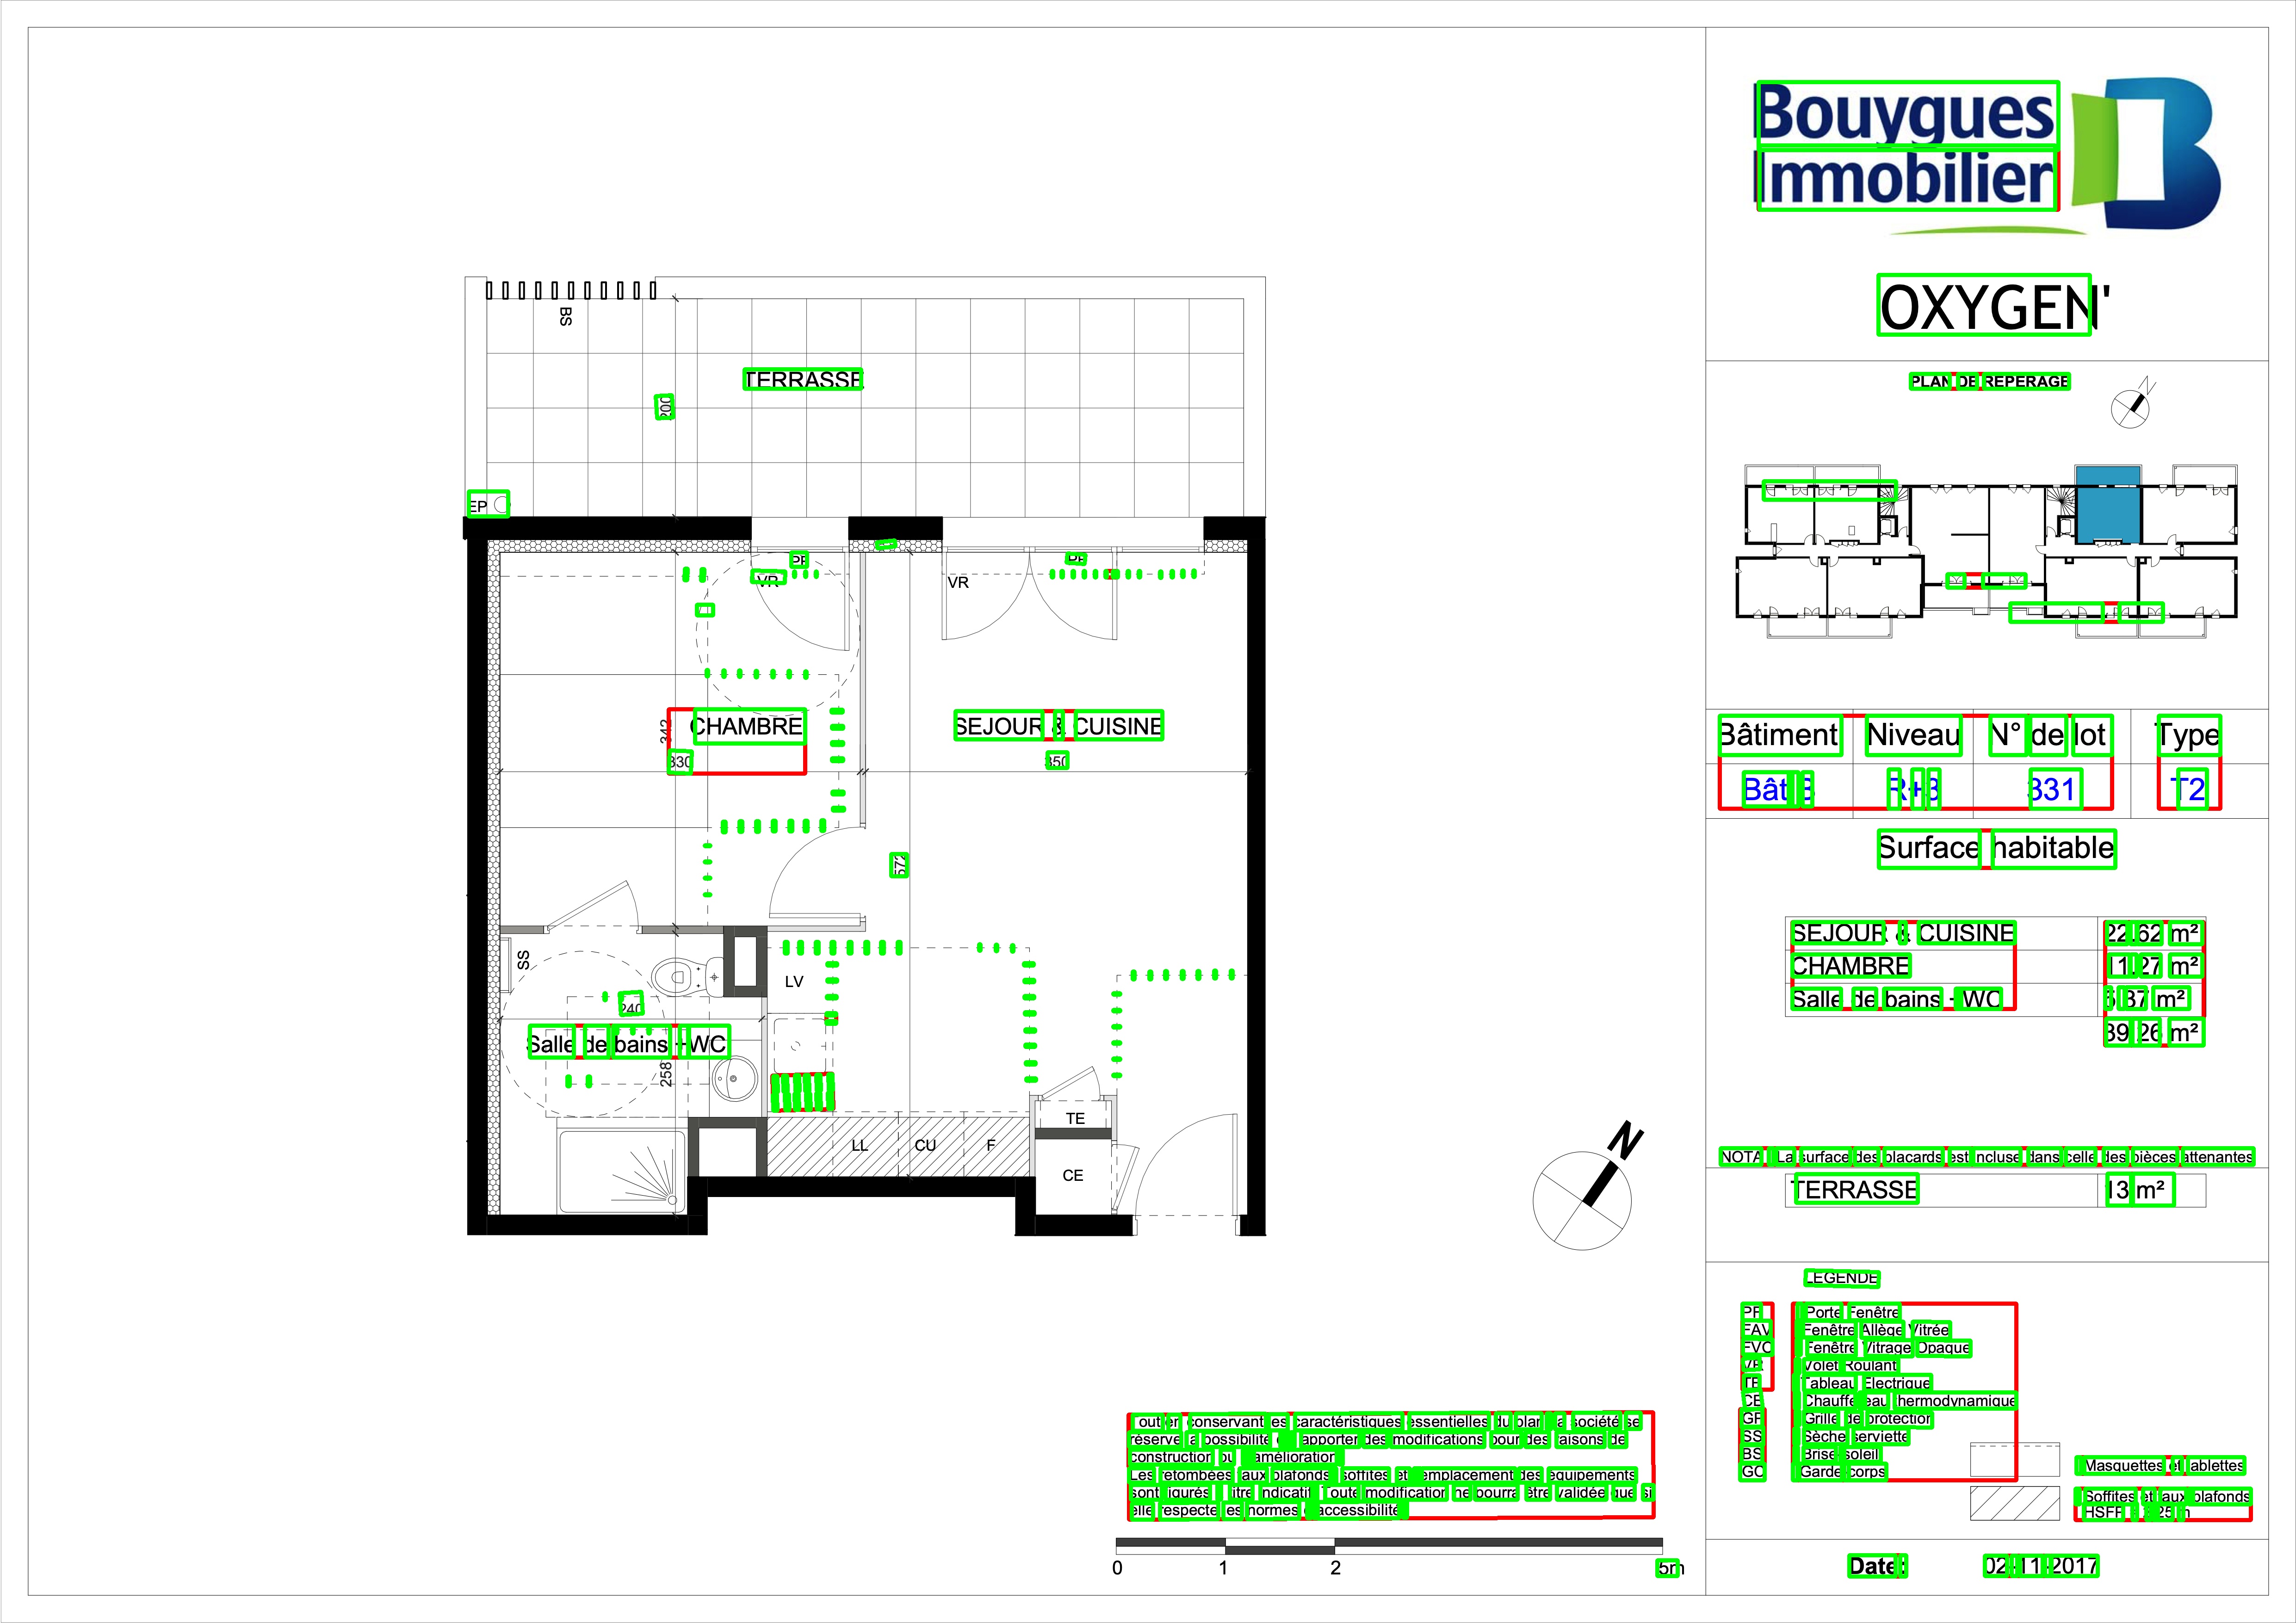 Bouygues
Immobilier
OXYGEN'
PLAN DE REPERAGE
N
Bâtiment Niveau N° de lot Type
R+3 331 T2
Surface habitable
SEJOUR & CUISINE 22.62 m²
CHAMBRE 11.27 m²
Salle de bains - WC m²
39.26 m²
NOTA : La surface des placards est incluse dans celle des pièces attenantes
TERRASSE 13 m²
LEGENDE
PF : Porte Fenêtre
FAV : Fenêtre Allège Vitrée
FVO : Fenêtre Vitrage Opaque
VR : Volet Roulant
TE : Tableau Electrique
CE : Chauffe eau thermodynamique
Grille de protection
SS : Sèche serviette
BS : Brise soleil
GC : Garde corps
Masquettes et tablettes
Soffites et faux plafonds
HSFP
Date: 02-11-2017
BS
TERRASSE
200
EP
PF
VR
PF
VR
CHAMBRE
342
330
SEJOUR & CUISINE
350
572
SS
LV
240
Salle de bains - WC
258
LL CU F
TE
CE
N
Tout en conservant les caractéristiques essentielles du plan, la société se
réserve la possibilité d'apporter des modifications pour des raisons de
construction ou d'amélioration.
Les retombées, faux plafonds, soffites et emplacement des équipements
sont figurés à titre indicatif. Toute modification ne pourra être validée que si
elle respecte les normes d'accessibilité.
0 1 2 5m